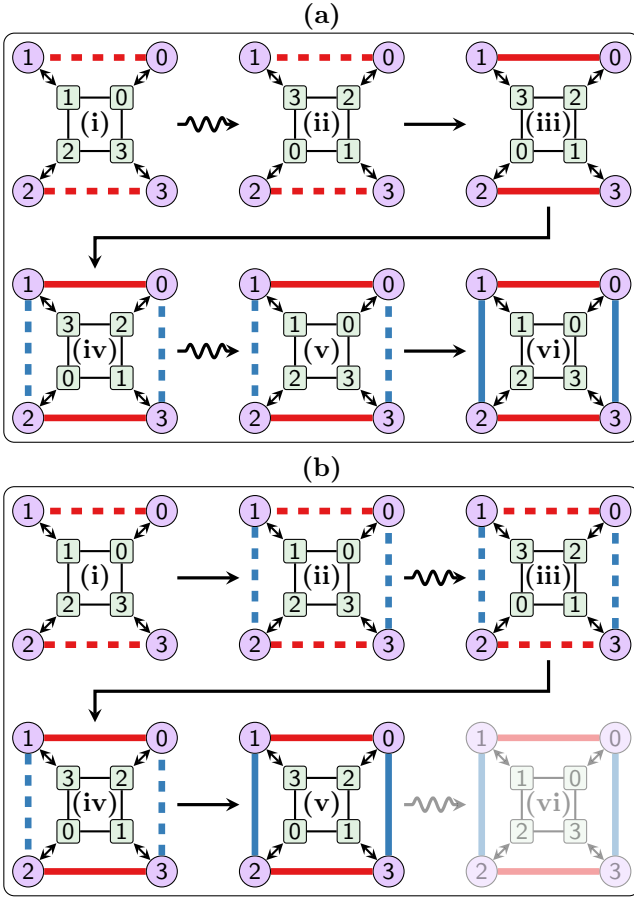 (a)
1 0 1 0 1 0
1 0 3 2 3 2
(i) (ii) (iii)
2 3 0 1 0 1
2 3 2 3 2 3
1 0 1 0 1 0
3 2 1 0 1 0
(iv) (v) (vi)
0 1 2 3 2 3
2 3 2 3 2 3
(b)
1 0 1 0 1 0
1 0 1 0 3 2
(i) (ii) (iii)
2 3 2 3 0 1
2 3 2 3 2 3
1 0 1 0 1 0
3 2 3 2 1 0
(iv) (v) (vi)
0 1 0 1 2 3
2 3 2 3 2 3